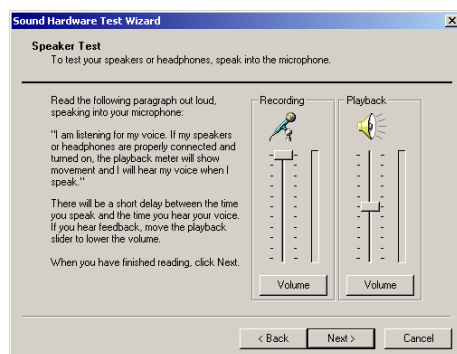 Sound Hardware Test Wizard
Speaker Test
To test your speakers or headphones, speak into the microphone.
Read the following paragraph out loud,
speaking into your microphone:
"I am listening for my voice. If my speakers
or headphones are properly connected and
turned on, the playback meter will show
movement and I will hear my voice when I
speak."
There will be a short delay between the time
you speak and the time you hear your voice.
If you hear feedback, move the playback
slider to lower the volume.
When you have finished reading, click Next.
Recording
Playback
Volume
Volume
< Back
Next >
Cancel